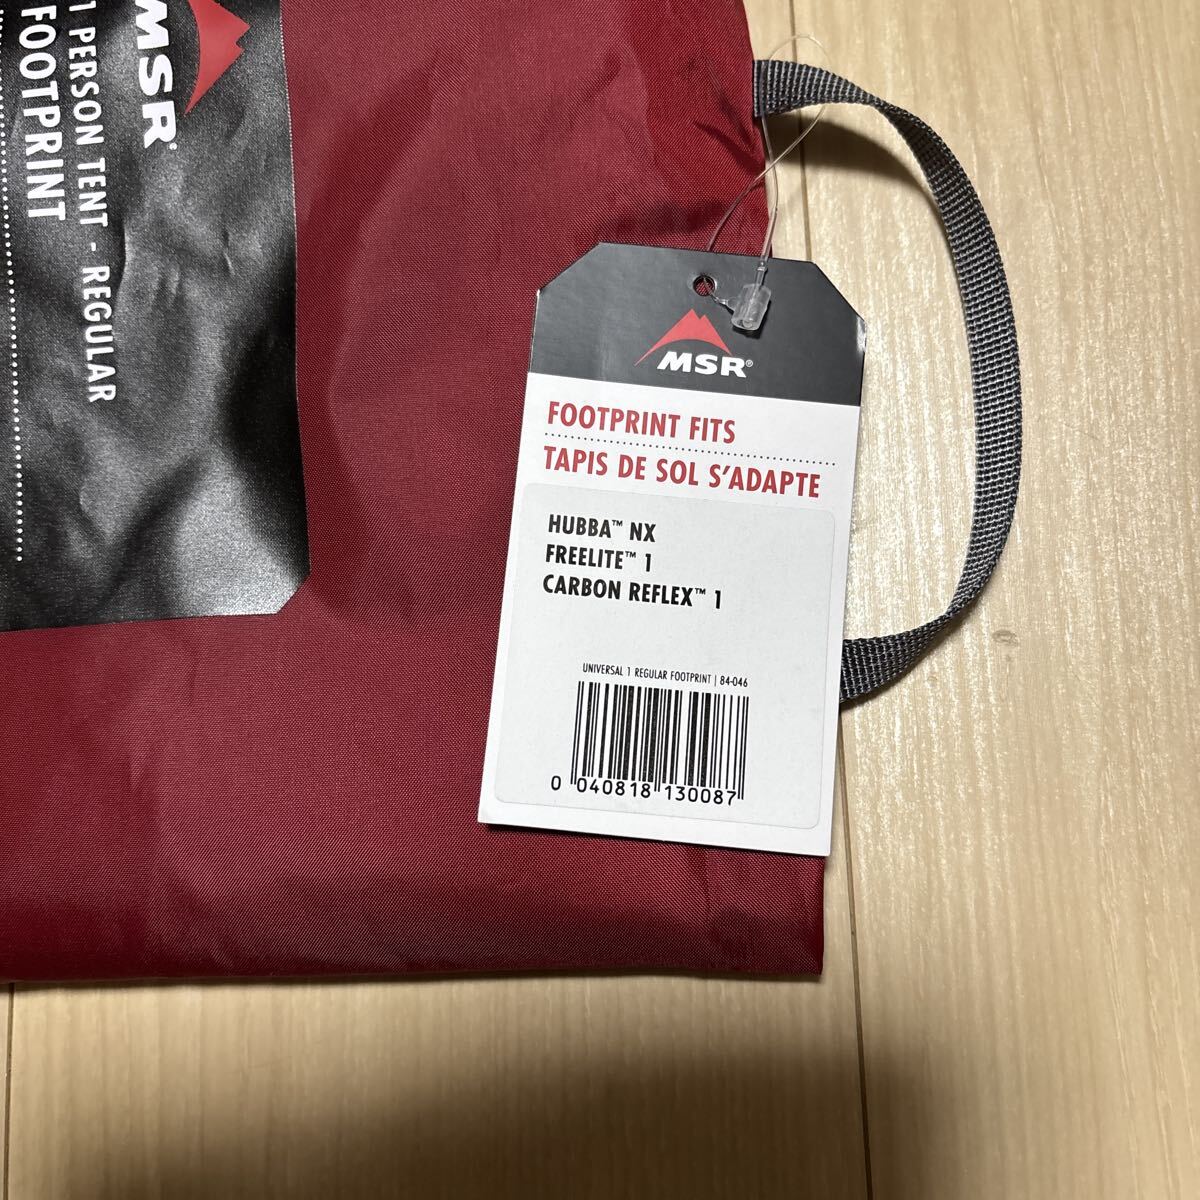 MSR®
1 PERSON TENT - REGULAR
FOOTPRINT
MSR®
FOOTPRINT FITS
TAPIS DE SOL S'ADAPTE
HUBBA™ NX
FREELITE™ 1
CARBON REFLEX™ 1
UNIVERSAL 1 REGULAR FOOTPRINT | 84-046
0 040818 130087